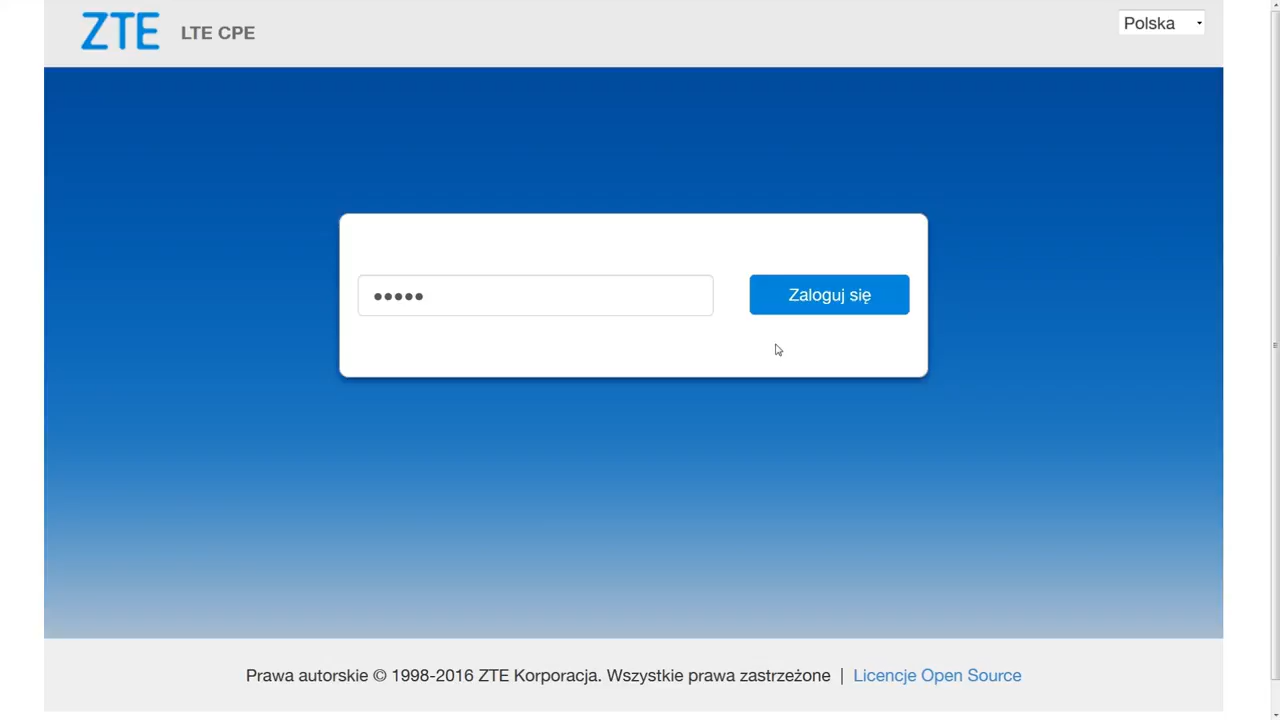 ZTE LTE CPE
Polska
•••••
Zaloguj się
Prawa autorskie © 1998-2016 ZTE Korporacja. Wszystkie prawa zastrzeżone | Licencje Open Source